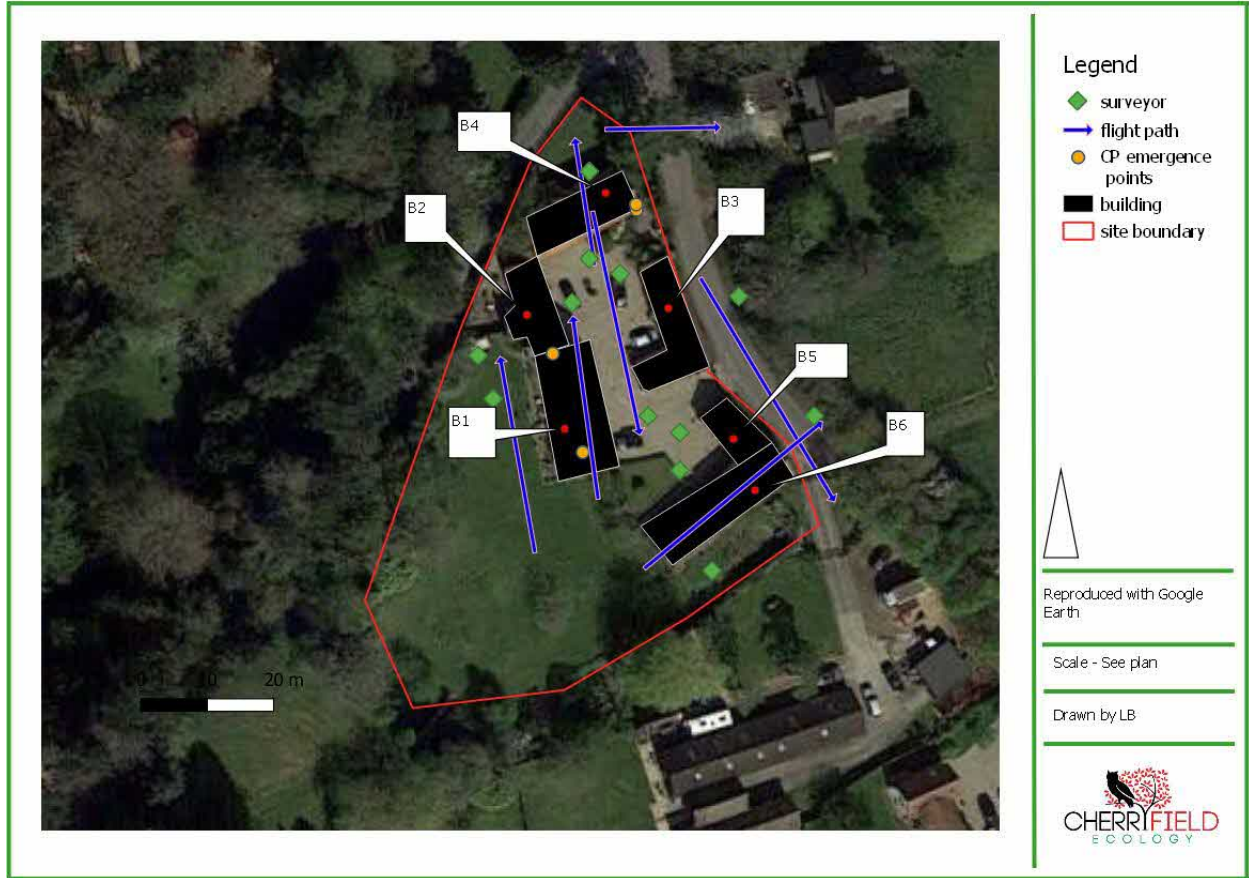 B4
B2
B3
B5
B1
B6
0
10
20 m
Legend
surveyor
flight path
CP emergence
points
building
site boundary
Reproduced with Google
Earth
Scale - See plan
Drawn by LB
CHERRYFIELD
ECOLOGY